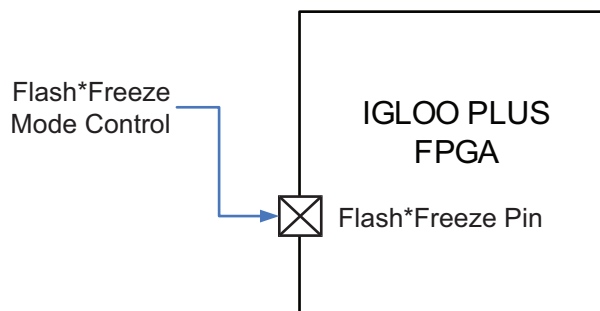 Flash*Freeze
Mode Control
IGLOO PLUS
FPGA
Flash*Freeze Pin